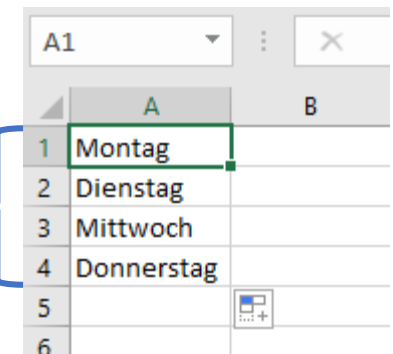 A1
A B
1 Montag
2 Dienstag
3 Mittwoch
4 Donnerstag
5
6